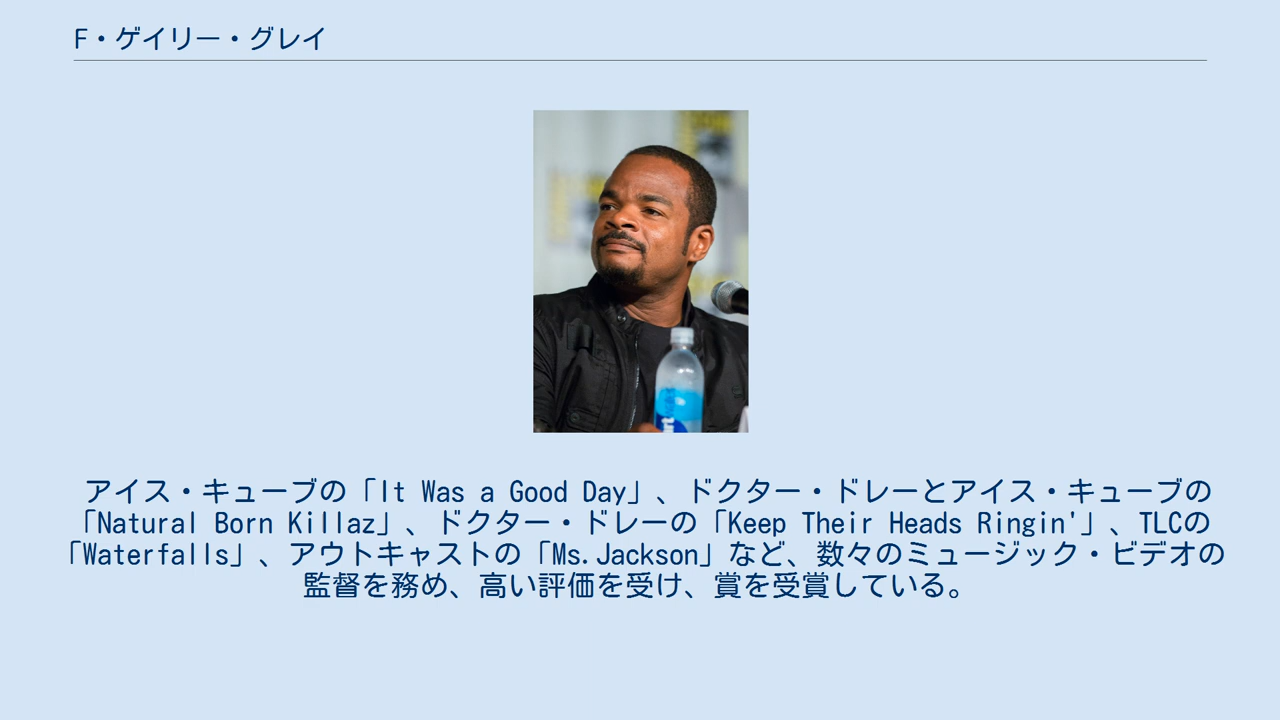 F・ゲイリー・グレイ
アイス・キューブの「It Was a Good Day」、ドクター・ドレーとアイス・キューブの
「Natural Born Killaz」、ドクター・ドレーの「Keep Their Heads Ringin'」、TLCの
「Waterfalls」、アウトキャストの「Ms.Jackson」など、数々のミュージック・ビデオの
監督を務め、高い評価を受け、賞を受賞している。